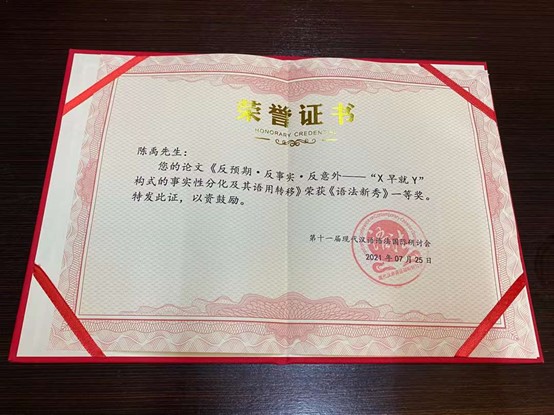 荣誉证书
HONORARY CREDENTIAL
陈禹先生：
您的论文《反预期·反事实·反意外——“X早就Y”
构式的事实性分化及其语用转移》荣获《语法新秀》一等奖。
特发此证，以资鼓励。
第十一届现代汉语语法国际研讨会
2021年07月25日